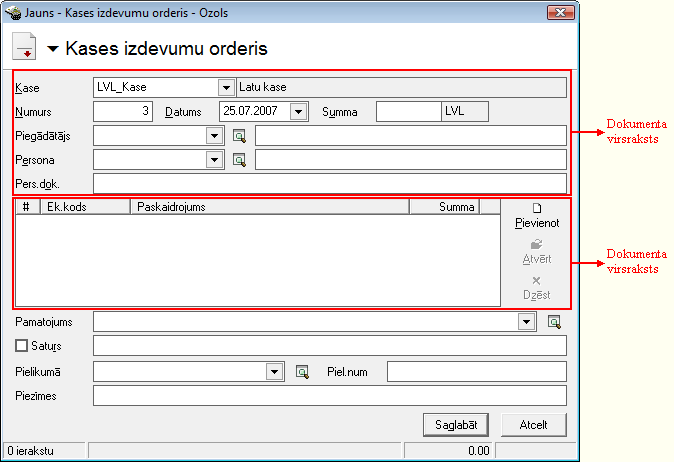 Jauns - Kases izdevumu orderis - Ozols
Kases izdevumu orderis
Kase LVL_Kase Latu kase
Numurs 3 Datums 25.07.2007 Summa LVL
Piegādātājs
Persona
Pers.dok.
Dokumenta
virsraksts
# Ek.kods Paskaidrojums Summa
Pievienot
Atvērt
Dzēst
Dokumenta
virsraksts
Pamatojums
Saturs
Pielikumā Piel.num
Piezīmes
Saglabāt Atcelt
0 ierakstu 0.00